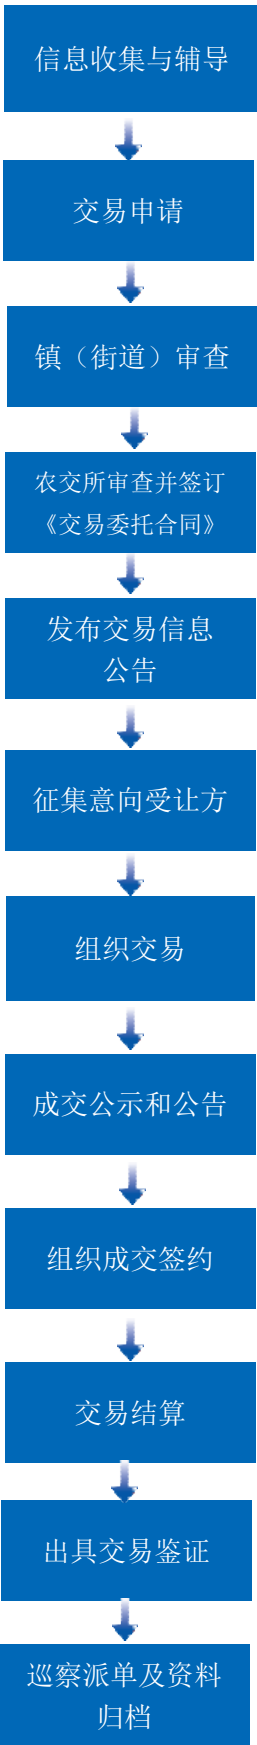 信息收集与辅导
交易申请
镇（街道）审查
农交所审查并签订
《交易委托合同》
发布交易信息
公告
征集意向受让方
组织交易
成交公示和公告
组织成交签约
交易结算
出具交易鉴证
巡察派单及资料
归档